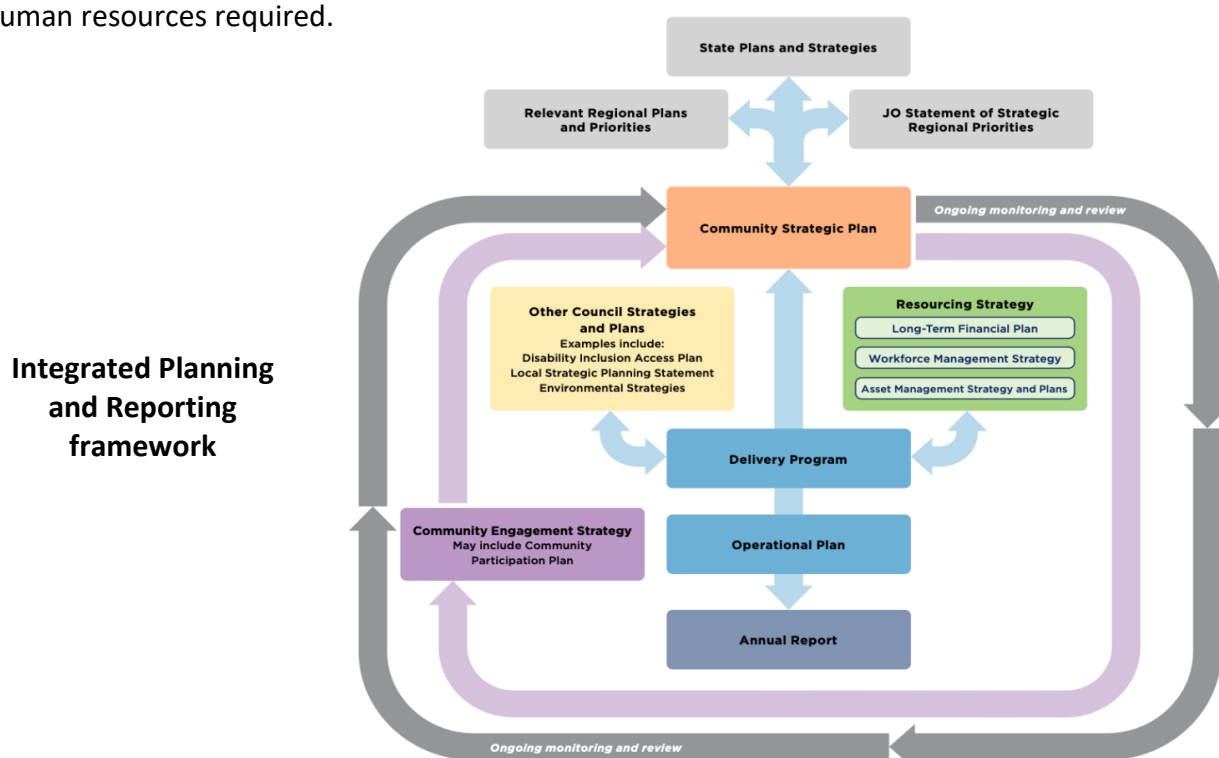 uman resources required.
State Plans and Strategies
Relevant Regional Plans
and Priorities
JO Statement of Strategic
Regional Priorities
Community Strategic Plan
Ongoing monitoring and review
Other Council Strategies
and Plans
Examples include:
Disability Inclusion Access Plan
Local Strategic Planning Statement
Environmental Strategies
Resourcing Strategy
Long-Term Financial Plan
Workforce Management Strategy
Asset Management Strategy and Plans
Integrated Planning
and Reporting
framework
Delivery Program
Community Engagement Strategy
May include Community
Participation Plan
Operational Plan
Annual Report
Ongoing monitoring and review